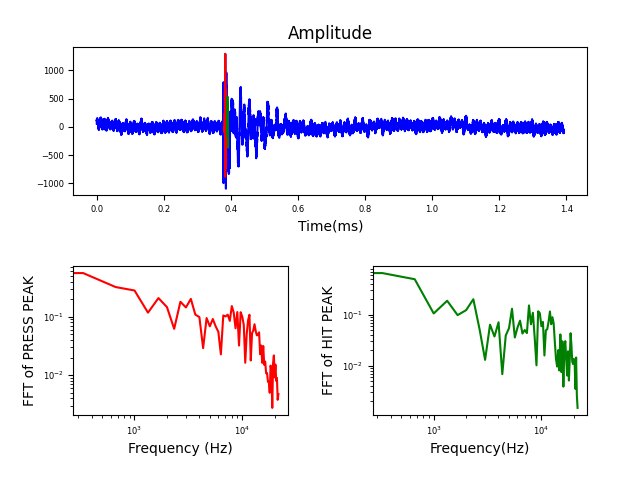 Amplitude
1000
500
0
−500
−1000
0.0 0.2 0.4 0.6 0.8 1.0 1.2 1.4
Time(ms)
FFT of PRESS PEAK
10⁻¹
10⁻²
10³ 10⁴
Frequency (Hz)
FFT of HIT PEAK
10⁻¹
10⁻²
10³ 10⁴
Frequency(Hz)